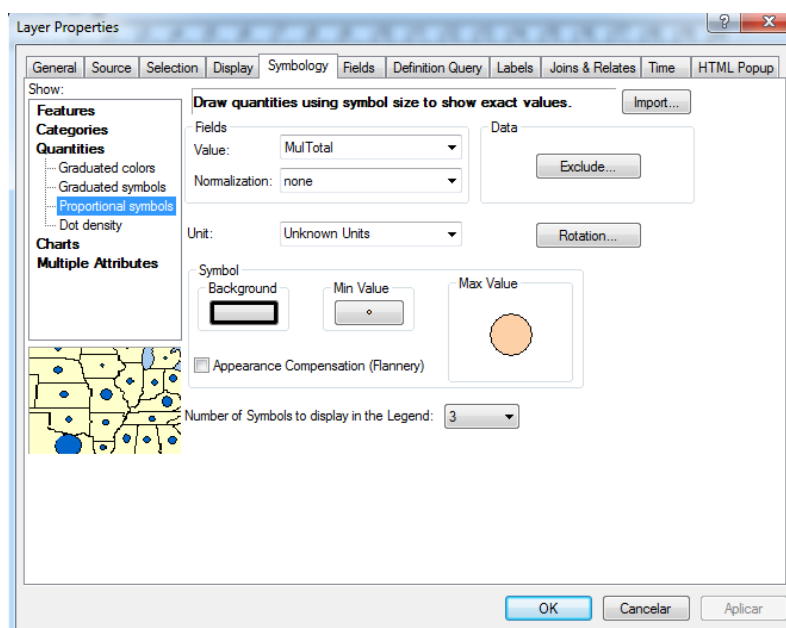 Layer Properties
General Source Selection Display Symbology Fields Definition Query Labels Joins & Relates Time HTML Popup
Show:
Features
Categories
Quantities
Graduated colors
Graduated symbols
Proportional symbols
Dot density
Charts
Multiple Attributes
Draw quantities using symbol size to show exact values.
Import...
Fields
Value: MulTotal
Normalization: none
Data
Exclude...
Unit: Unknown Units
Rotation...
Symbol
Background
Min Value
Max Value
Appearance Compensation (Flannery)
Number of Symbols to display in the Legend: 3
OK Cancelar Aplicar